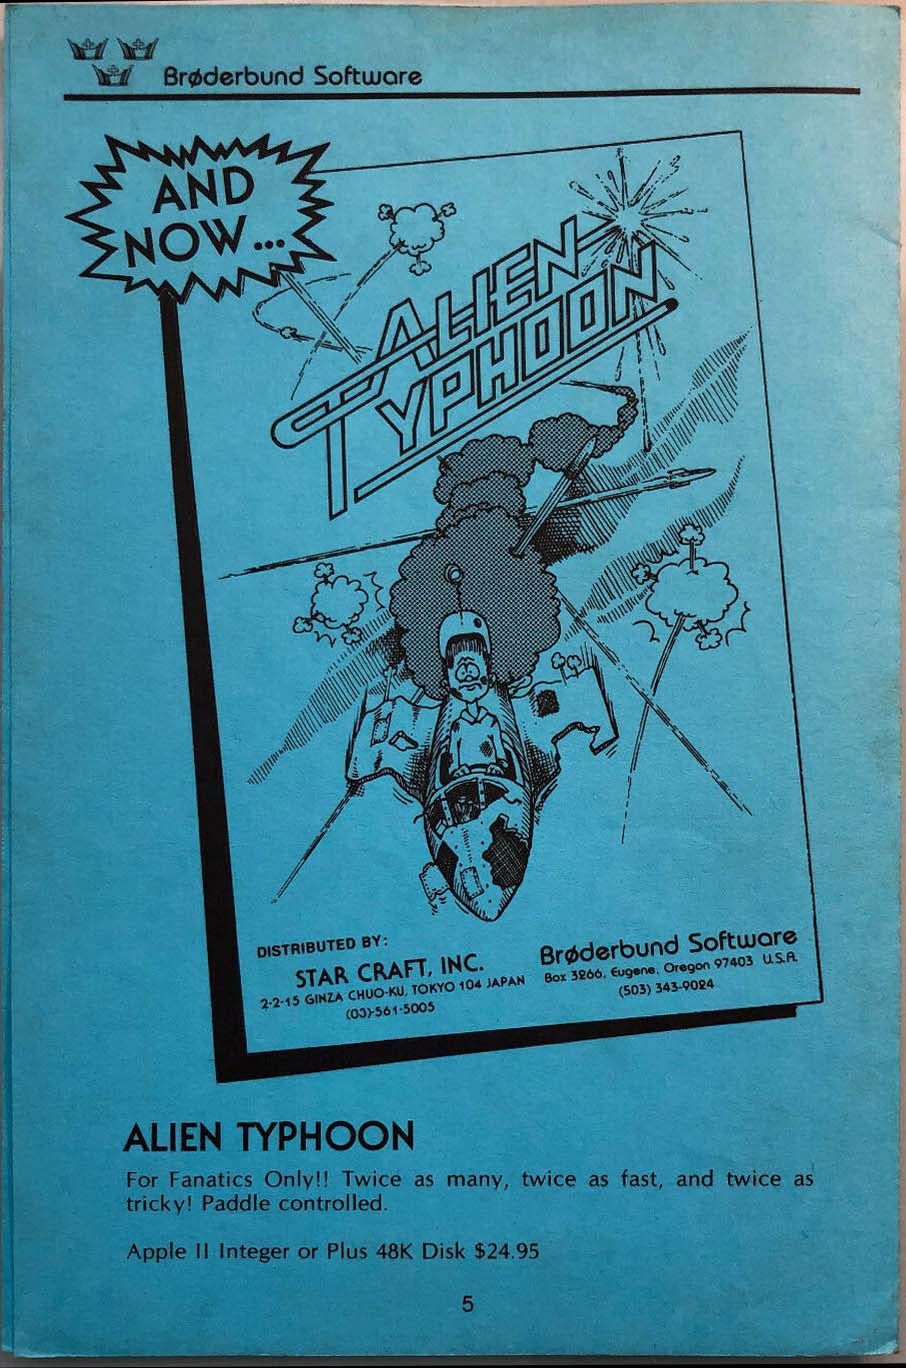 Brøderbund Software
AND
NOW...
ALIEN
TYPHOON
DISTRIBUTED BY:
STAR CRAFT, INC.
2-2-15 GINZA CHUO-KU, TOKYO 104 JAPAN
(03)-561-5005
Brøderbund Software
Box 3266, Eugene, Oregon 97403 U.S.A.
(503) 343-9024
ALIEN TYPHOON
For Fanatics Only!! Twice as many, twice as fast, and twice as
tricky! Paddle controlled.
Apple II Integer or Plus 48K Disk $24.95
5